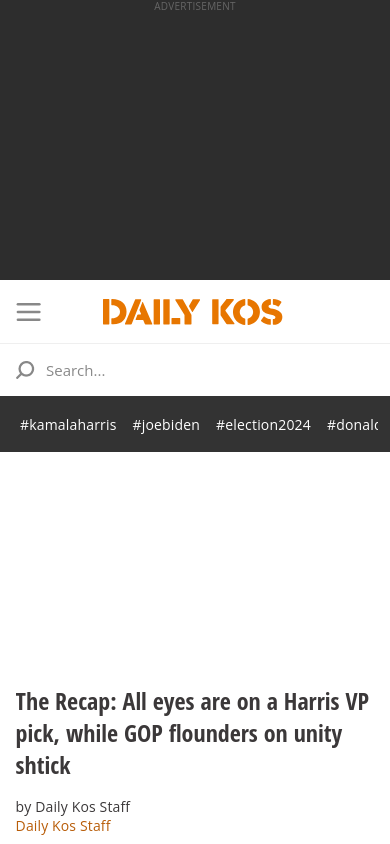 ADVERTISEMENT
DAILY KOS
Search...
#kamalaharris #joebiden #election2024 #donald
The Recap: All eyes are on a Harris VP
pick, while GOP flounders on unity
shtick
by Daily Kos Staff
Daily Kos Staff